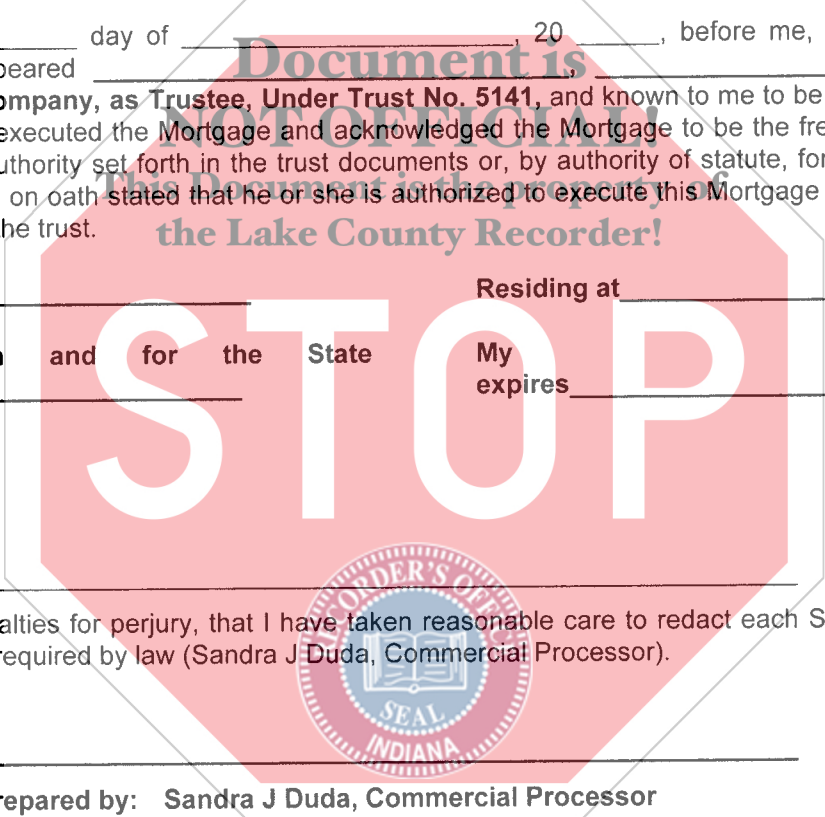 day of , 20 , before me,
Document is
peared , 
ompany, as Trustee, Under Trust No. 5141, and known to me to be
NOT OFFICIAL!
executed the Mortgage and acknowledged the Mortgage to be the fre
uthority set forth in the trust documents or, by authority of statute, for
This Document is the property of
on oath stated that he or she is authorized to execute this Mortgage
he trust.
the Lake County Recorder!
Residing at
and for the State My
expires
STOP
RECORDER'S OFFICE
alties for perjury, that I have taken reasonable care to redact each S
required by law (Sandra J Duda, Commercial Processor).
SEAL
INDIANA
repared by: Sandra J Duda, Commercial Processor